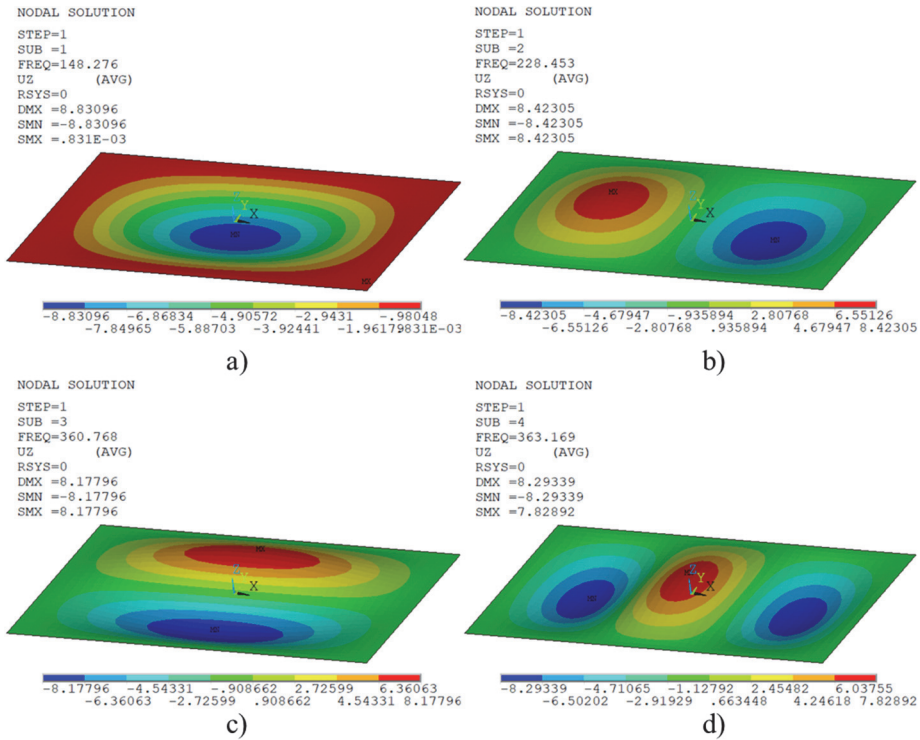 NODAL SOLUTION
STEP=1
SUB =1
FREQ=148.276
UZ (AVG)
RSYS=0
DMX =8.83096
SMN =-8.83096
SMX =.831E-03
MX
Z
Y
X
MX
-8.83096 -6.86834 -4.90572 -2.9431 -.98048
-7.84965 -5.88703 -3.92441 -1.96179831E-03
a)
NODAL SOLUTION
STEP=1
SUB =2
FREQ=228.453
UZ (AVG)
RSYS=0
DMX =8.42305
SMN =-8.42305
SMX =8.42305
MX
Y
X
MX
-8.42305 -4.67947 -.935894 2.80768 6.55126
-6.55126 -2.80768 .935894 4.67947 8.42305
b)
NODAL SOLUTION
STEP=1
SUB =3
FREQ=360.768
UZ (AVG)
RSYS=0
DMX =8.17796
SMN =-8.17796
SMX =8.17796
MX
Z
X
MX
-8.17796 -4.54331 -.908662 2.72599 6.36063
-6.36063 -2.72599 .908662 4.54331 8.17796
c)
NODAL SOLUTION
STEP=1
SUB =4
FREQ=363.169
UZ (AVG)
RSYS=0
DMX =8.29339
SMN =-8.29339
SMX =7.82892
Z
Y
X
MX
-8.29339 -4.71065 -1.12792 2.45482 6.03755
-6.50202 -2.91929 .663448 4.24618 7.82892
d)